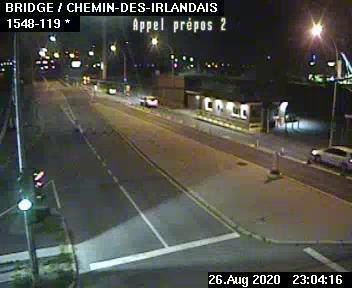 BRIDGE / CHEMIN-DES-IRLANDAIS
1548-119 *
Appel prépos 2
26.Aug 2020 23:04:16